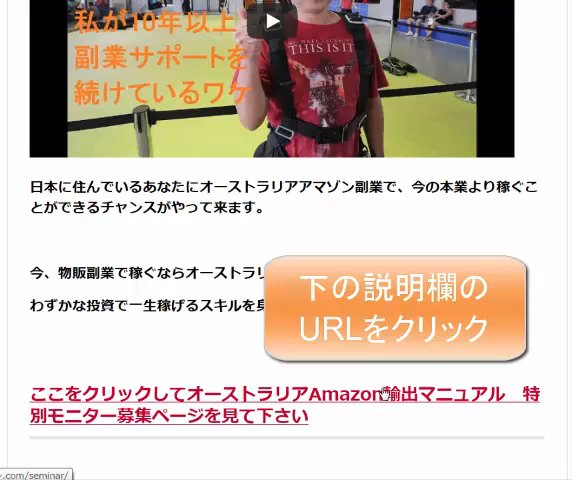 私が10年以上
副業サポートを
続けているワケ
THIS IS IT
日本に住んでいるあなたにオーストラリアアマゾン副業で、今の本業より稼ぐこ
とができるチャンスがやって来ます。
今、物販副業で稼ぐならオーストラリ
わずかな投資で一生稼げるスキルを身
下の説明欄の
URLをクリック
ここをクリックしてオーストラリアAmazon輸出マニュアル 特
別モニター募集ページを見て下さい
.com/seminar/